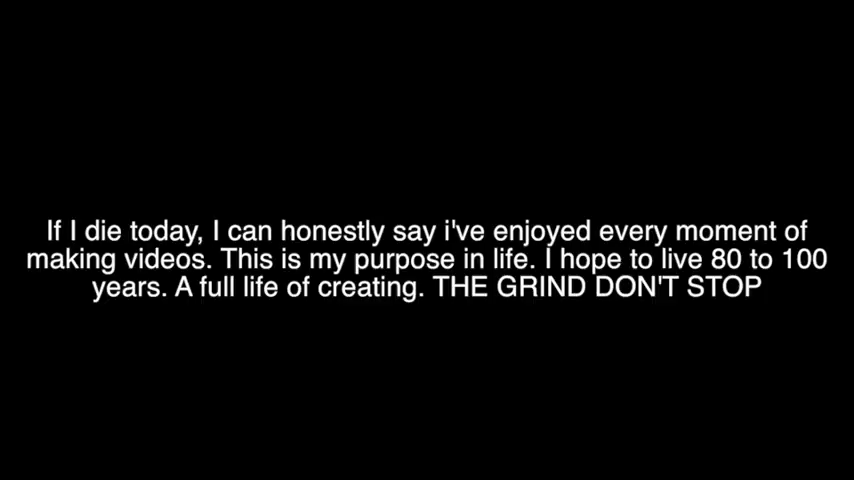 If I die today, I can honestly say i've enjoyed every moment of
making videos. This is my purpose in life. I hope to live 80 to 100
years. A full life of creating. THE GRIND DON'T STOP